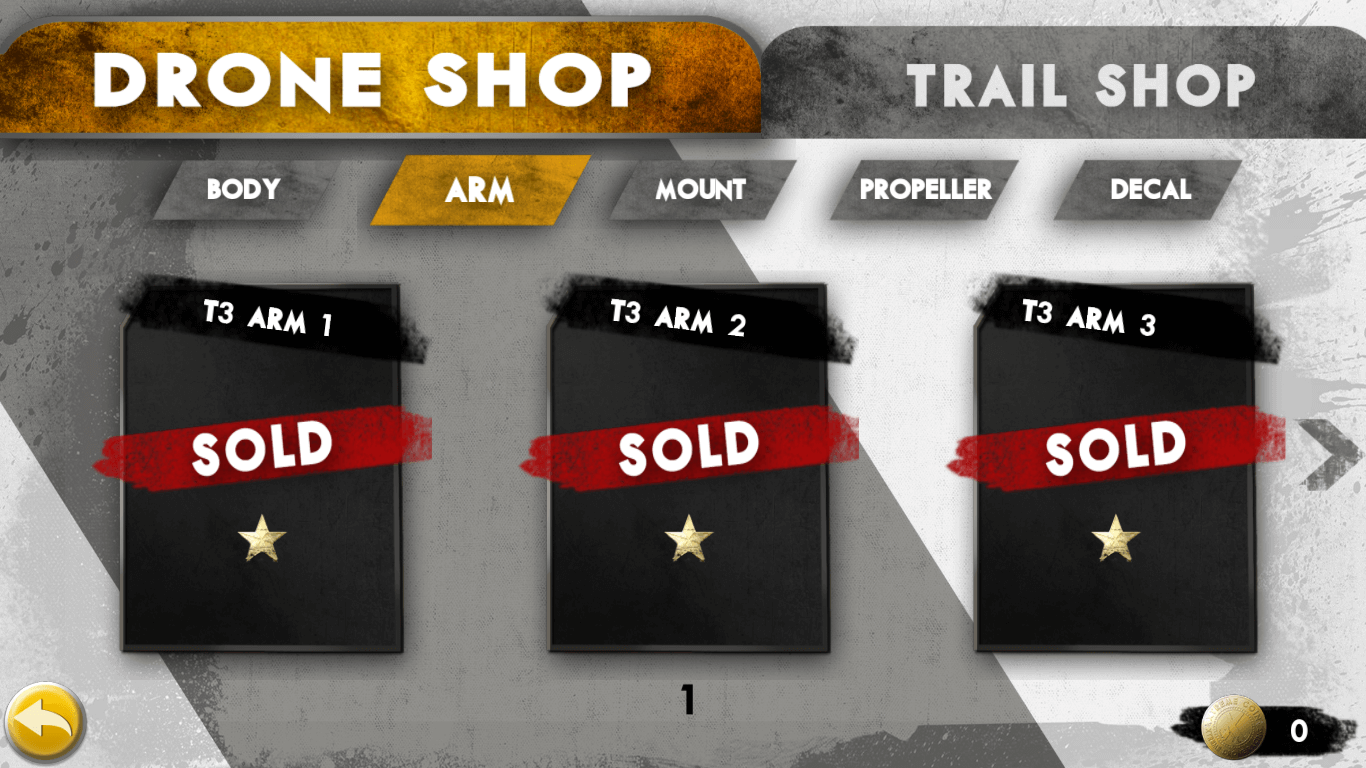 DRONE SHOP
TRAIL SHOP
BODY
ARM
MOUNT
PROPELLER
DECAL
T3 ARM 1
T3 ARM 2
T3 ARM 3
SOLD
SOLD
SOLD
1
0